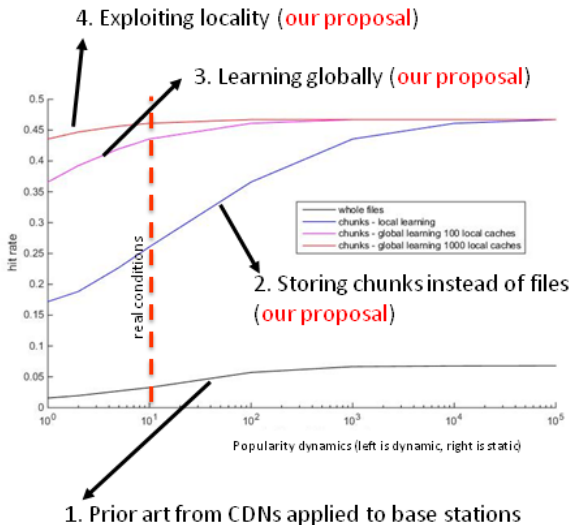 4. Exploiting locality (our proposal)
3. Learning globally (our proposal)
0.5
0.45
0.4
0.35
0.3
0.25
0.2
0.15
0.1
0.05
0
hit rate
real conditions
whole files
chunks - local learning
chunks - global learning 100 local caches
chunks - global learning 1000 local caches
2. Storing chunks instead of files
(our proposal)
10^0 10^1 10^2 10^3 10^4 10^5
Popularity dynamics (left is dynamic, right is static)
1. Prior art from CDNs applied to base stations